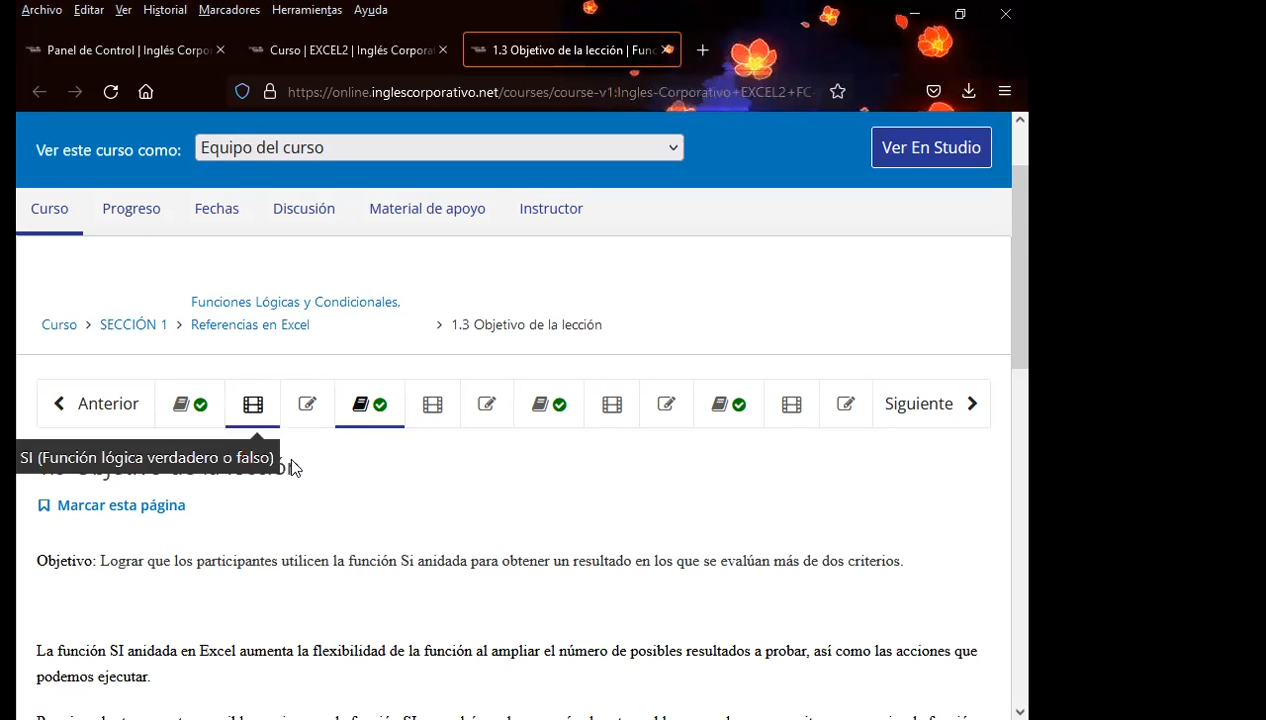 Archivo Editar Ver Historial Marcadores Herramientas Ayuda
Panel de Control | Inglés Corpo Curso | EXCEL2 | Inglés Corpora 1.3 Objetivo de la lección | Fun
https://online.inglescorporativo.net/courses/course-v1:Ingles-Corporativo+EXCEL2+FC-
Ver este curso como: Equipo del curso Ver En Studio
Curso Progreso Fechas Discusión Material de apoyo Instructor
Funciones Lógicas y Condicionales,
Curso > SECCIÓN 1 > Referencias en Excel > 1.3 Objetivo de la lección
Anterior Siguiente
SI (Función lógica verdadero o falso)
Marcar esta página
Objetivo: Lograr que los participantes utilicen la función Si anidada para obtener un resultado en los que se evalúan más de dos criterios.
La función SI anidada en Excel aumenta la flexibilidad de la función al ampliar el número de posibles resultados a probar, así como las acciones que
podemos ejecutar.